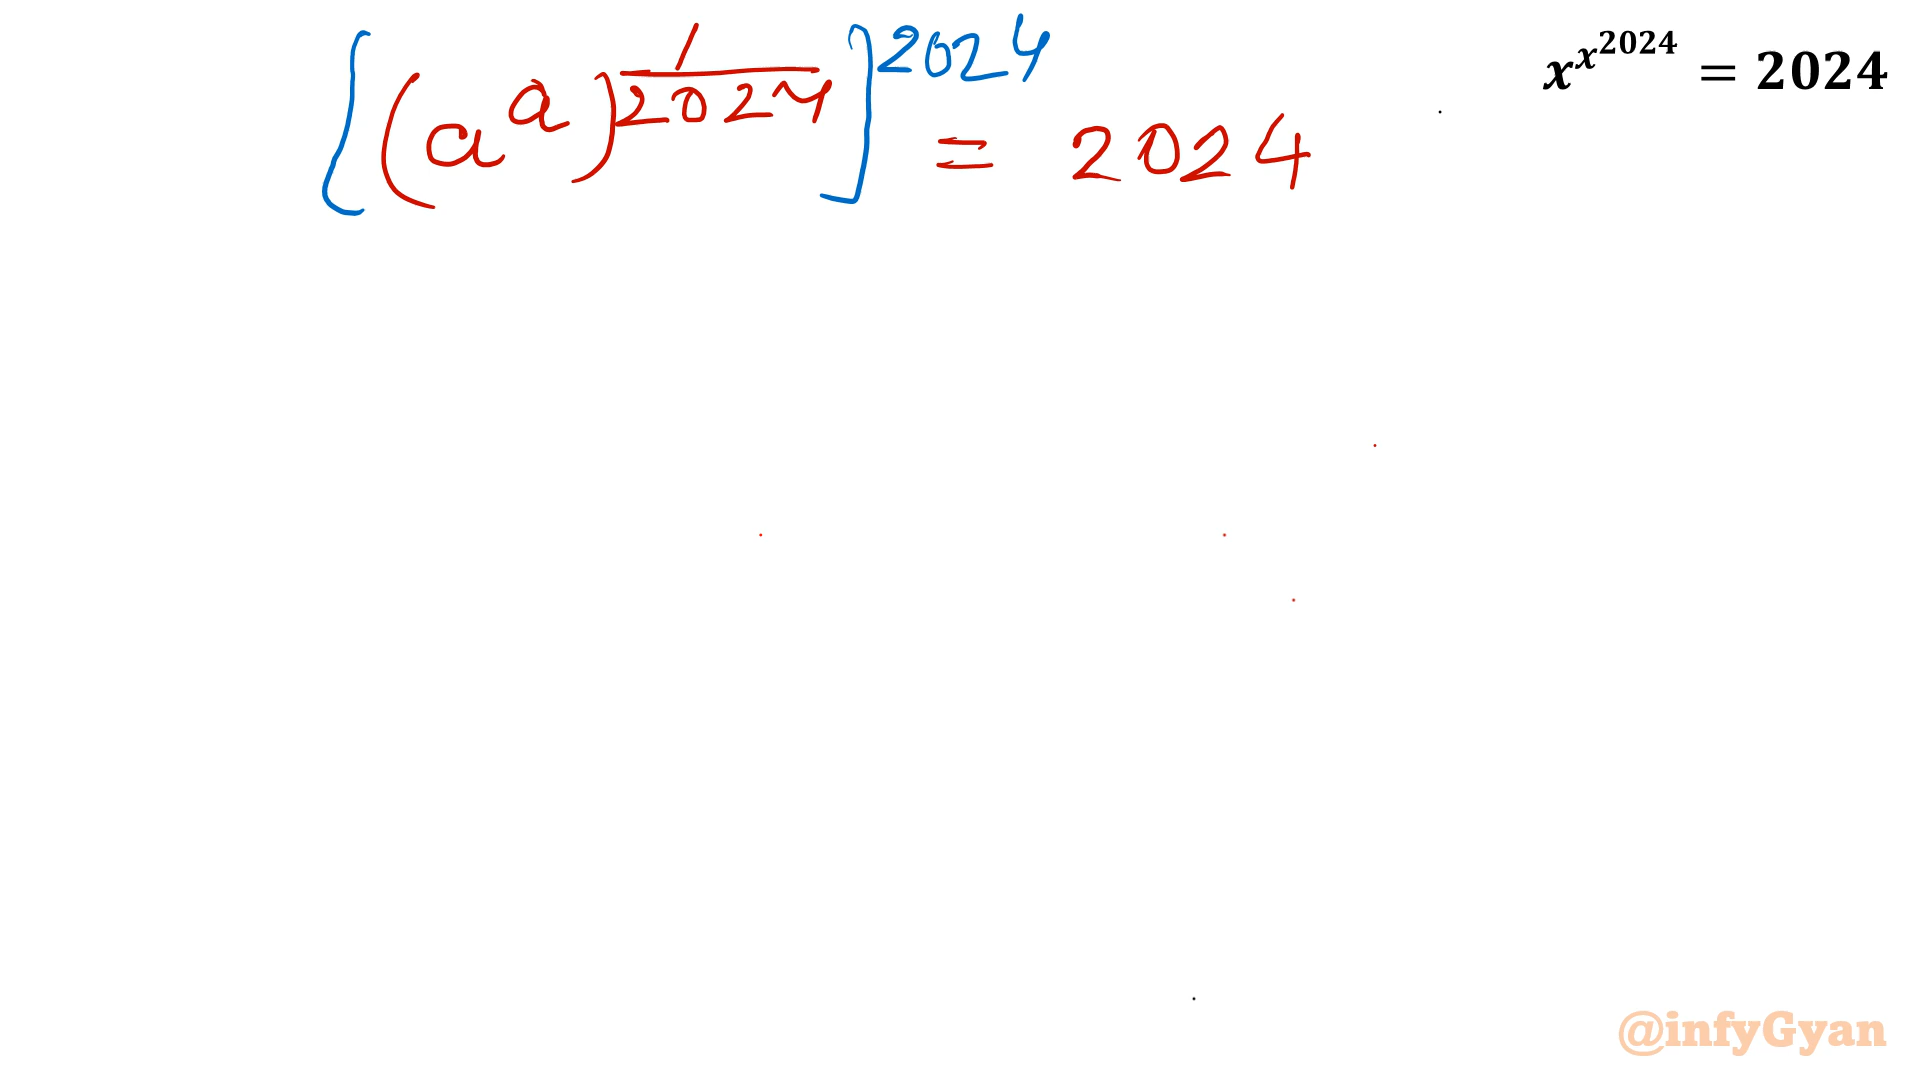 [(a^a)^(1/2024)]^2024 = 2024
x^x^2024 = 2024
@infyGyan